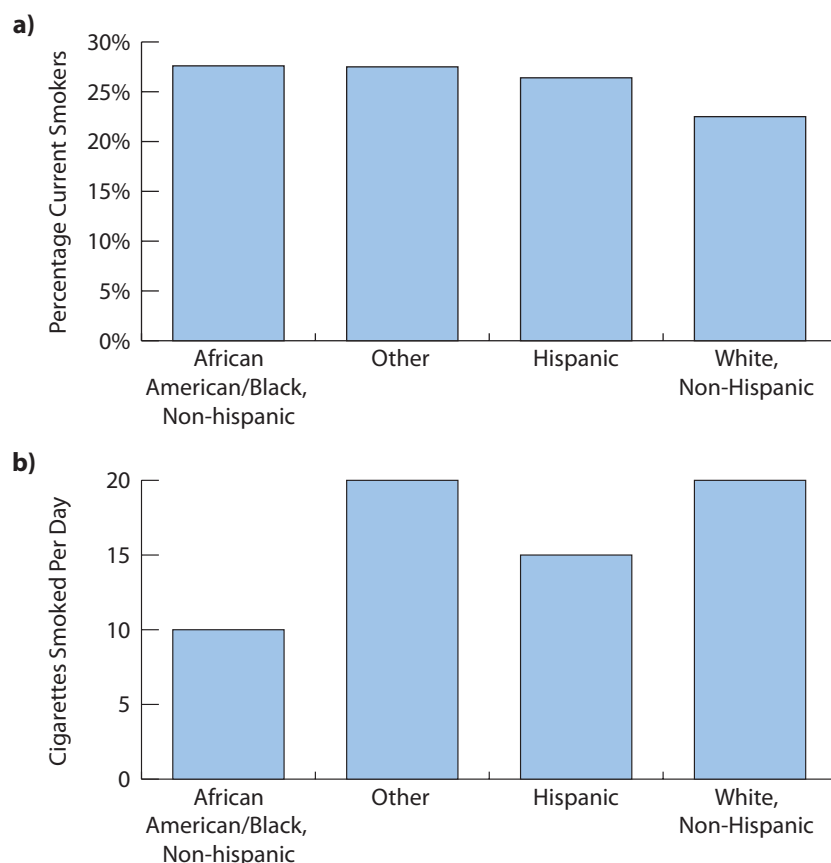 a)
Percentage Current Smokers
30%
25%
20%
15%
10%
5%
0%
African
American/Black,
Non-hispanic
Other
Hispanic
White,
Non-Hispanic
b)
Cigarettes Smoked Per Day
20
15
10
5
0
African
American/Black,
Non-hispanic
Other
Hispanic
White,
Non-Hispanic